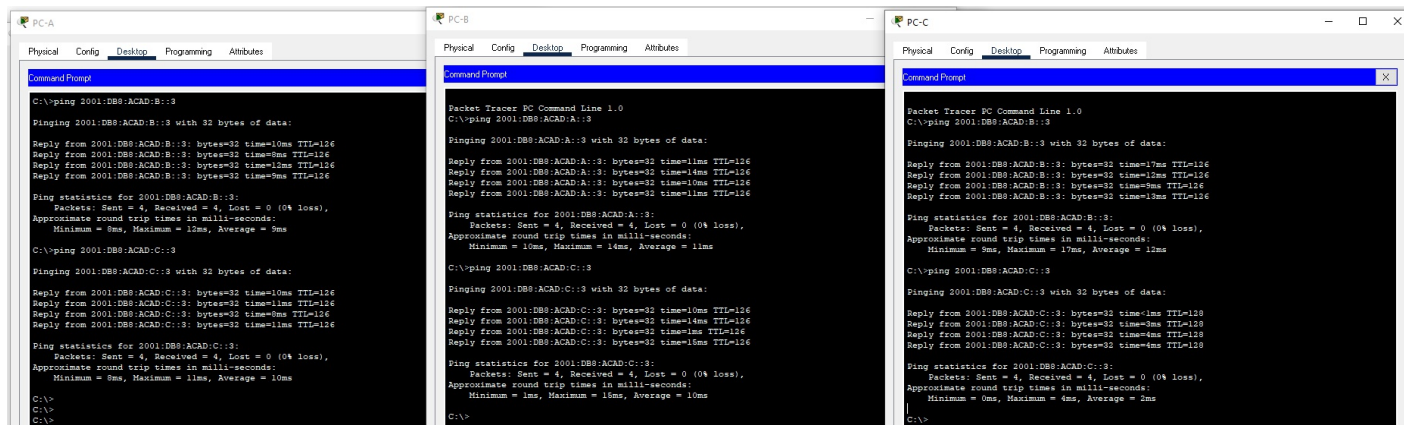 PC-A
Physical Config Desktop Programming Attributes
Command Prompt
C:\>ping 2001:DB8:ACAD:B::3
Pinging 2001:DB8:ACAD:B::3 with 32 bytes of data:
Reply from 2001:DB8:ACAD:B::3: bytes=32 time=10ms TTL=126
Reply from 2001:DB8:ACAD:B::3: bytes=32 time=8ms TTL=126
Reply from 2001:DB8:ACAD:B::3: bytes=32 time=12ms TTL=126
Reply from 2001:DB8:ACAD:B::3: bytes=32 time=9ms TTL=126
Ping statistics for 2001:DB8:ACAD:B::3:
Packets: Sent = 4, Received = 4, Lost = 0 (0% loss),
Approximate round trip times in milli-seconds:
Minimum = 8ms, Maximum = 12ms, Average = 9ms
C:\>ping 2001:DB8:ACAD:C::3
Pinging 2001:DB8:ACAD:C::3 with 32 bytes of data:
Reply from 2001:DB8:ACAD:C::3: bytes=32 time=10ms TTL=126
Reply from 2001:DB8:ACAD:C::3: bytes=32 time=11ms TTL=126
Reply from 2001:DB8:ACAD:C::3: bytes=32 time=8ms TTL=126
Reply from 2001:DB8:ACAD:C::3: bytes=32 time=11ms TTL=126
Ping statistics for 2001:DB8:ACAD:C::3:
Packets: Sent = 4, Received = 4, Lost = 0 (0% loss),
Approximate round trip times in milli-seconds:
Minimum = 8ms, Maximum = 11ms, Average = 10ms
C:\>
C:\>
C:\>
PC-B
Physical Config Desktop Programming Attributes
Command Prompt
Packet Tracer PC Command Line 1.0
C:\>ping 2001:DB8:ACAD:A::3
Pinging 2001:DB8:ACAD:A::3 with 32 bytes of data:
Reply from 2001:DB8:ACAD:A::3: bytes=32 time=11ms TTL=126
Reply from 2001:DB8:ACAD:A::3: bytes=32 time=14ms TTL=126
Reply from 2001:DB8:ACAD:A::3: bytes=32 time=10ms TTL=126
Reply from 2001:DB8:ACAD:A::3: bytes=32 time=11ms TTL=126
Ping statistics for 2001:DB8:ACAD:A::3:
Packets: Sent = 4, Received = 4, Lost = 0 (0% loss),
Approximate round trip times in milli-seconds:
Minimum = 10ms, Maximum = 14ms, Average = 11ms
C:\>ping 2001:DB8:ACAD:C::3
Pinging 2001:DB8:ACAD:C::3 with 32 bytes of data:
Reply from 2001:DB8:ACAD:C::3: bytes=32 time=10ms TTL=126
Reply from 2001:DB8:ACAD:C::3: bytes=32 time=14ms TTL=126
Reply from 2001:DB8:ACAD:C::3: bytes=32 time=1ms TTL=126
Reply from 2001:DB8:ACAD:C::3: bytes=32 time=15ms TTL=126
Ping statistics for 2001:DB8:ACAD:C::3:
Packets: Sent = 4, Received = 4, Lost = 0 (0% loss),
Approximate round trip times in milli-seconds:
Minimum = 1ms, Maximum = 15ms, Average = 10ms
C:\>
PC-C
Physical Config Desktop Programming Attributes
Command Prompt
X
Packet Tracer PC Command Line 1.0
C:\>ping 2001:DB8:ACAD:B::3
Pinging 2001:DB8:ACAD:B::3 with 32 bytes of data:
Reply from 2001:DB8:ACAD:B::3: bytes=32 time=17ms TTL=126
Reply from 2001:DB8:ACAD:B::3: bytes=32 time=12ms TTL=126
Reply from 2001:DB8:ACAD:B::3: bytes=32 time=9ms TTL=126
Reply from 2001:DB8:ACAD:B::3: bytes=32 time=13ms TTL=126
Ping statistics for 2001:DB8:ACAD:B::3:
Packets: Sent = 4, Received = 4, Lost = 0 (0% loss),
Approximate round trip times in milli-seconds:
Minimum = 9ms, Maximum = 17ms, Average = 12ms
C:\>ping 2001:DB8:ACAD:C::3
Pinging 2001:DB8:ACAD:C::3 with 32 bytes of data:
Reply from 2001:DB8:ACAD:C::3: bytes=32 time<1ms TTL=128
Reply from 2001:DB8:ACAD:C::3: bytes=32 time=3ms TTL=128
Reply from 2001:DB8:ACAD:C::3: bytes=32 time=4ms TTL=128
Reply from 2001:DB8:ACAD:C::3: bytes=32 time=4ms TTL=128
Ping statistics for 2001:DB8:ACAD:C::3:
Packets: Sent = 4, Received = 4, Lost = 0 (0% loss),
Approximate round trip times in milli-seconds:
Minimum = 0ms, Maximum = 4ms, Average = 2ms
C:\>